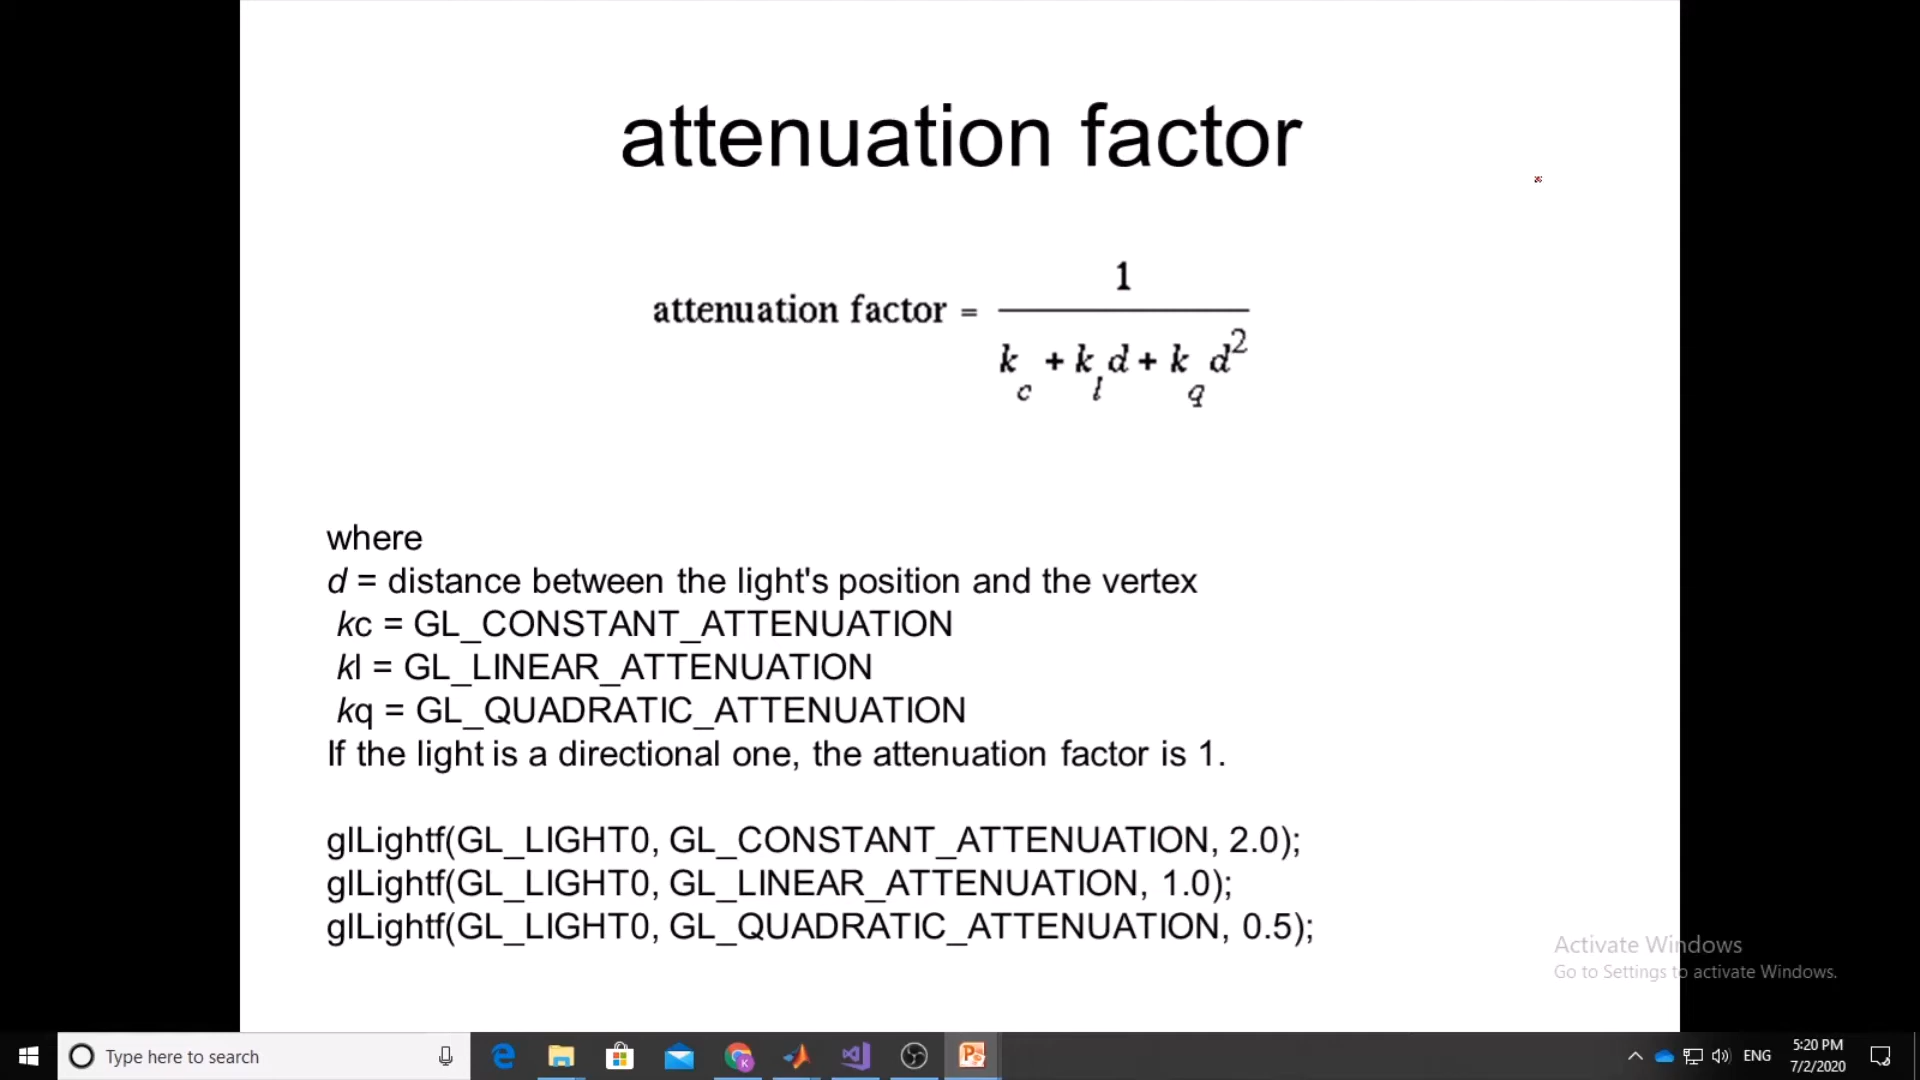 attenuation factor
attenuation factor = 1 / k_c + k_l d + k_q d²
where
d = distance between the light's position and the vertex
kc = GL_CONSTANT_ATTENUATION
kl = GL_LINEAR_ATTENUATION
kq = GL_QUADRATIC_ATTENUATION
If the light is a directional one, the attenuation factor is 1.
glLightf(GL_LIGHT0, GL_CONSTANT_ATTENUATION, 2.0);
glLightf(GL_LIGHT0, GL_LINEAR_ATTENUATION, 1.0);
glLightf(GL_LIGHT0, GL_QUADRATIC_ATTENUATION, 0.5);
Activate Windows
Go to Settings to activate Windows.
Type here to search
K
ENG
5:20 PM
7/2/2020